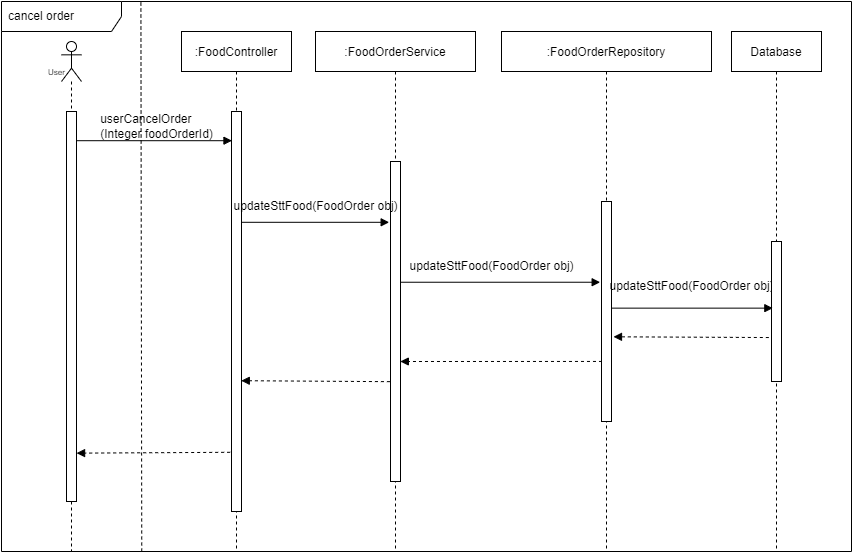 cancel order
User
:FoodController
:FoodOrderService
:FoodOrderRepository
Database
userCancelOrder
(Integer foodOrderId)
updateSttFood(FoodOrder obj)
updateSttFood(FoodOrder obj)
updateSttFood(FoodOrder obj